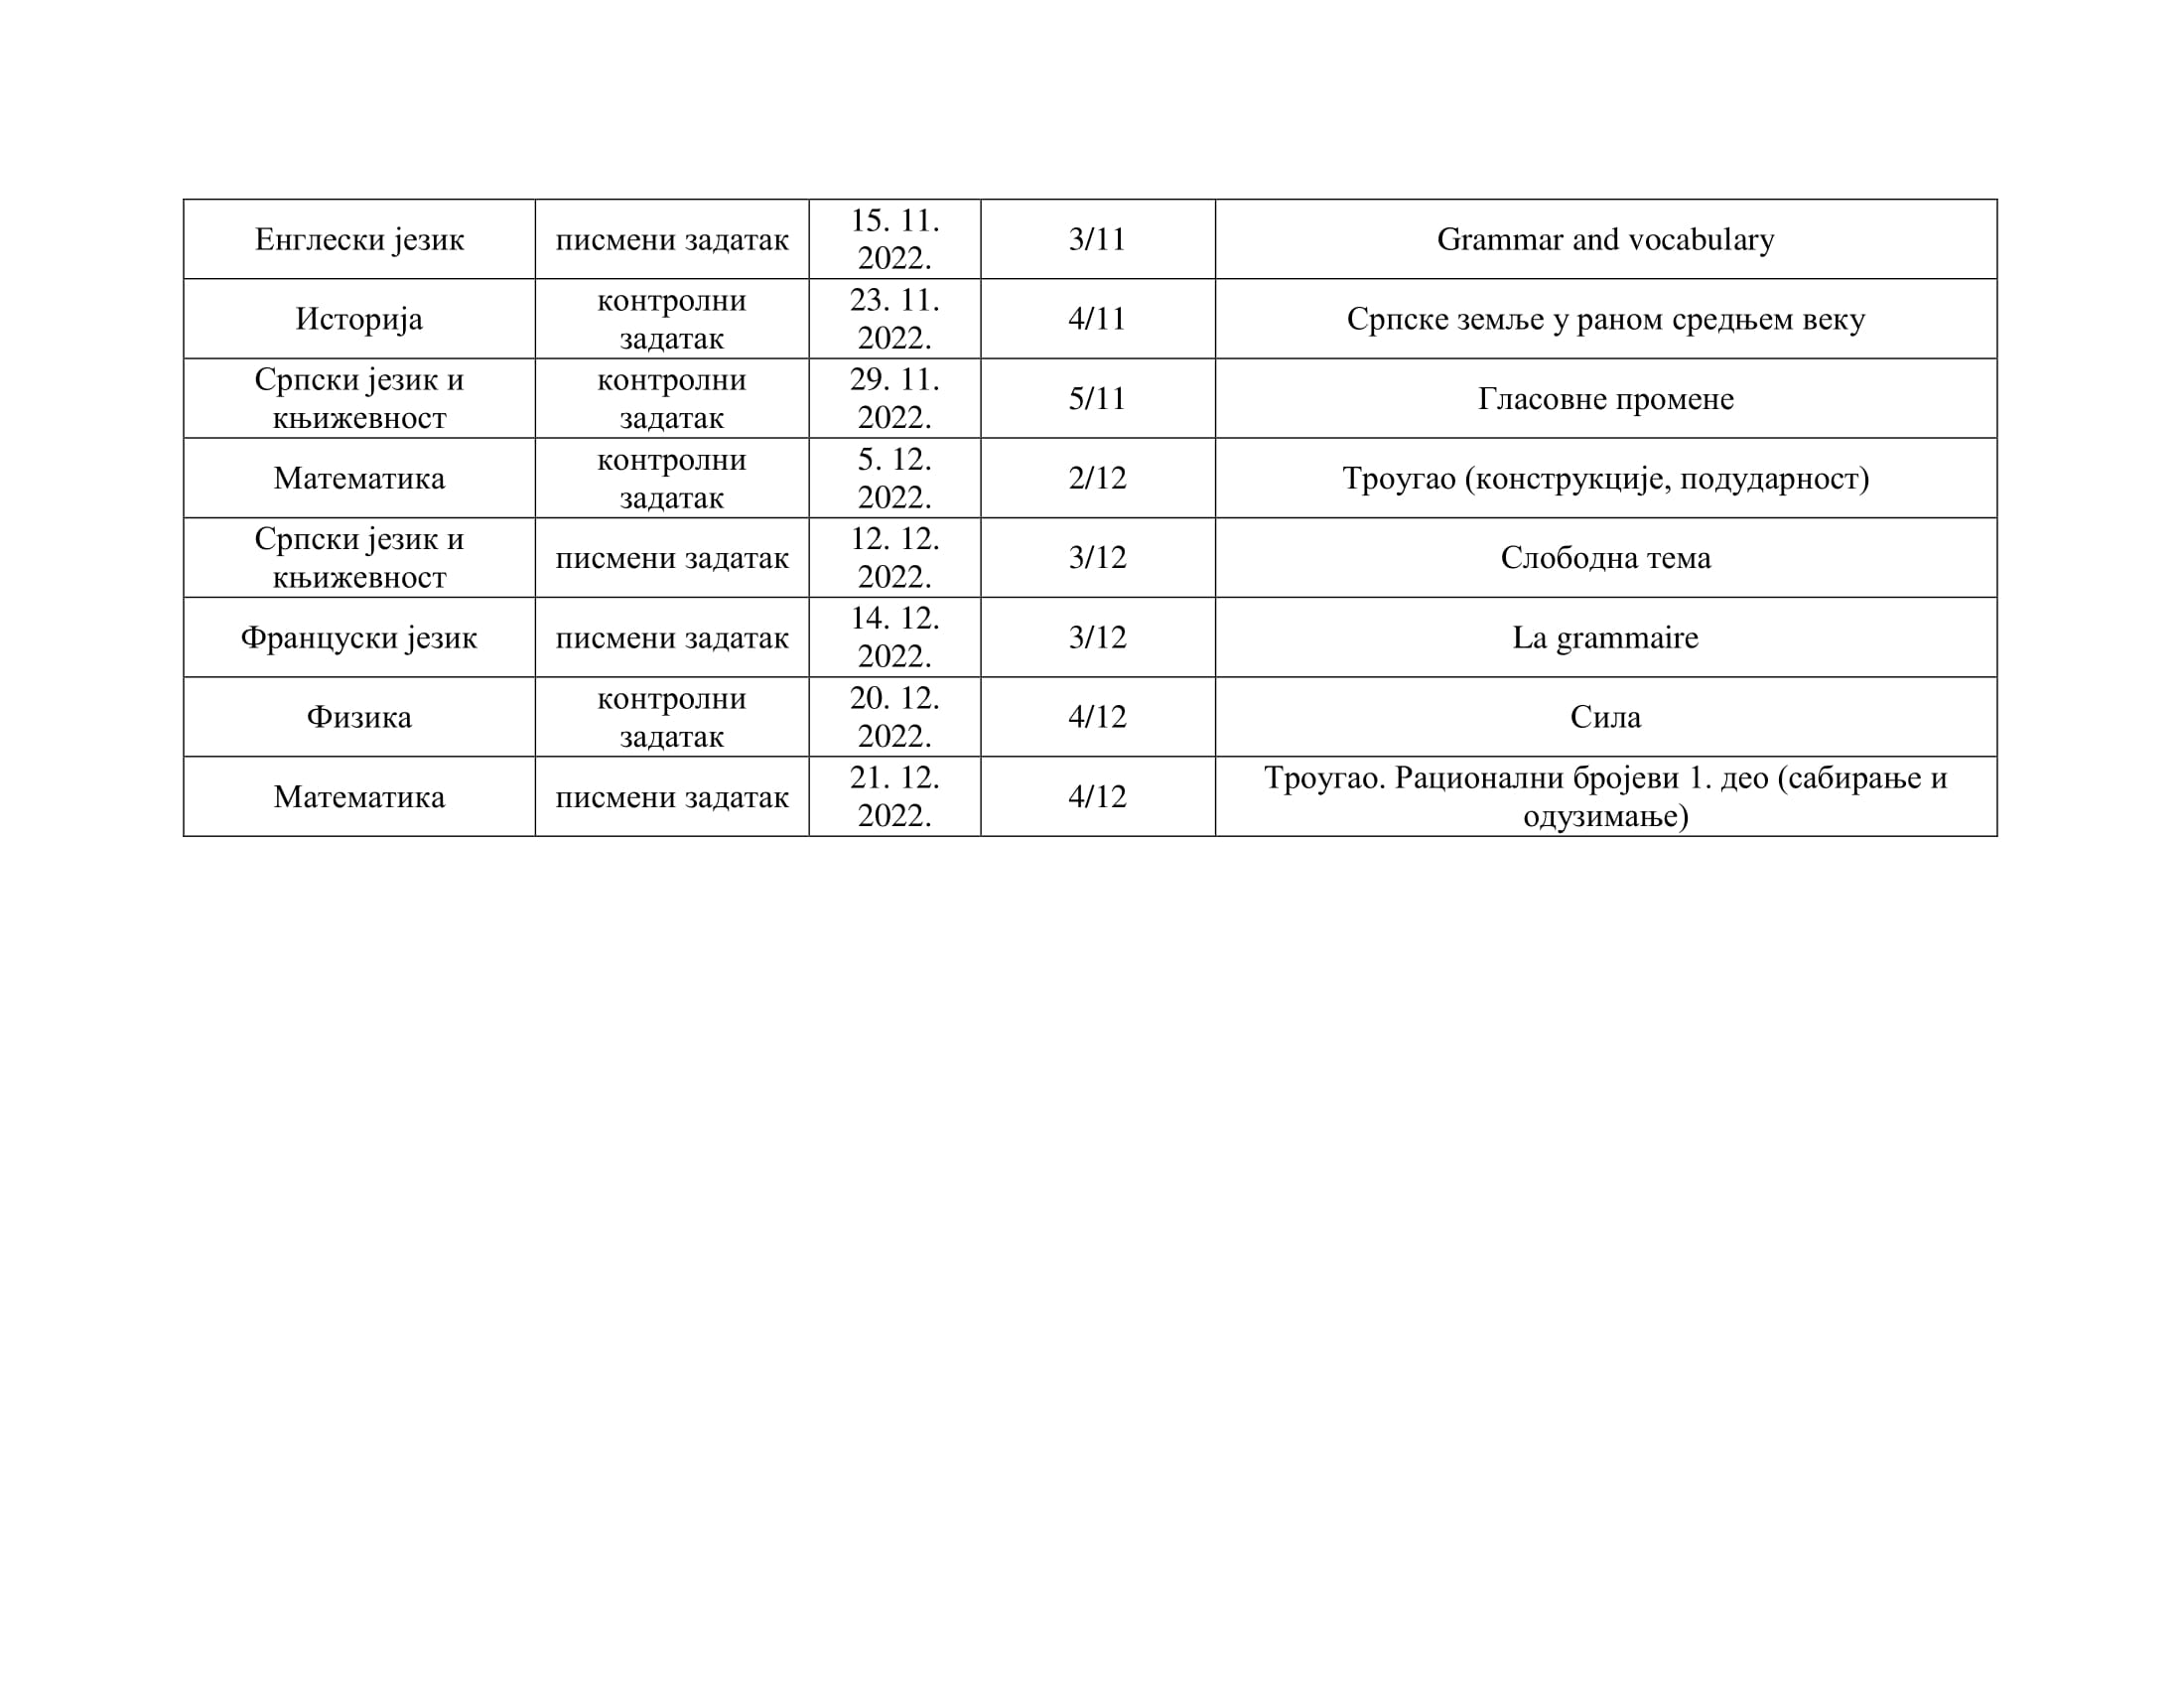 Енглески језик
писмени задатак
15. 11.
2022.
3/11
Grammar and vocabulary
Историја
контролни
задатак
23. 11.
2022.
4/11
Српске земље у раном средњем веку
Српски језик и
књижевност
контролни
задатак
29. 11.
2022.
5/11
Гласовне промене
Математика
контролни
задатак
5. 12.
2022.
2/12
Троугао (конструкције, подударност)
Српски језик и
књижевност
писмени задатак
12. 12.
2022.
3/12
Слободна тема
Француски језик
писмени задатак
14. 12.
2022.
3/12
La grammaire
Физика
контролни
задатак
20. 12.
2022.
4/12
Сила
Математика
писмени задатак
21. 12.
2022.
4/12
Троугао. Рационални бројеви 1. део (сабирање и
одузимање)